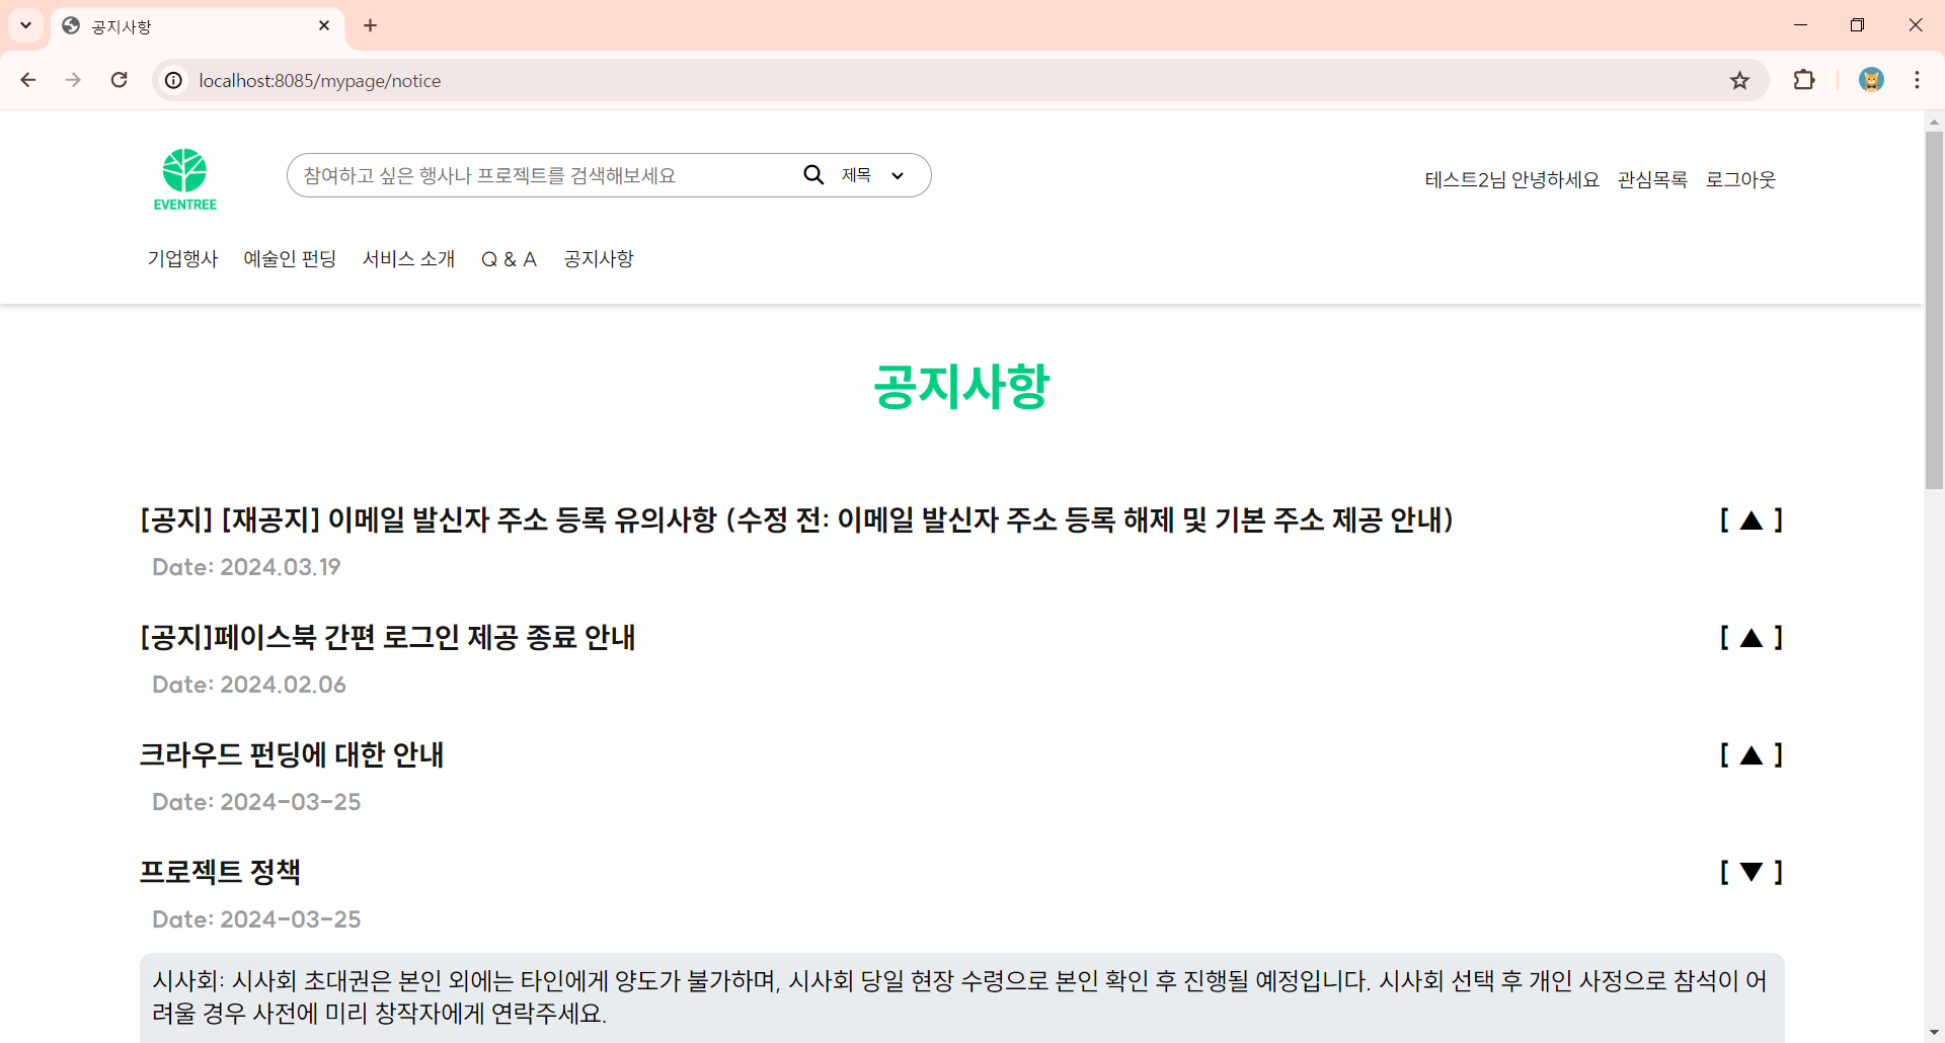 공지사항
localhost:8085/mypage/notice
EVENTREE
참여하고 싶은 행사나 프로젝트를 검색해보세요
제목
테스트2님 안녕하세요 관심목록 로그아웃
기업행사 예술인 펀딩 서비스 소개 Q & A 공지사항
공지사항
[공지] [재공지] 이메일 발신자 주소 등록 유의사항 (수정 전: 이메일 발신자 주소 등록 해제 및 기본 주소 제공 안내) [ ▲ ]
Date: 2024.03.19
[공지]페이스북 간편 로그인 제공 종료 안내 [ ▲ ]
Date: 2024.02.06
크라우드 펀딩에 대한 안내 [ ▲ ]
Date: 2024-03-25
프로젝트 정책 [ ▼ ]
Date: 2024-03-25
시사회: 시사회 초대권은 본인 외에는 타인에게 양도가 불가하며, 시사회 당일 현장 수령으로 본인 확인 후 진행될 예정입니다. 시사회 선택 후 개인 사정으로 참석이 어
려울 경우 사전에 미리 창작자에게 연락주세요.